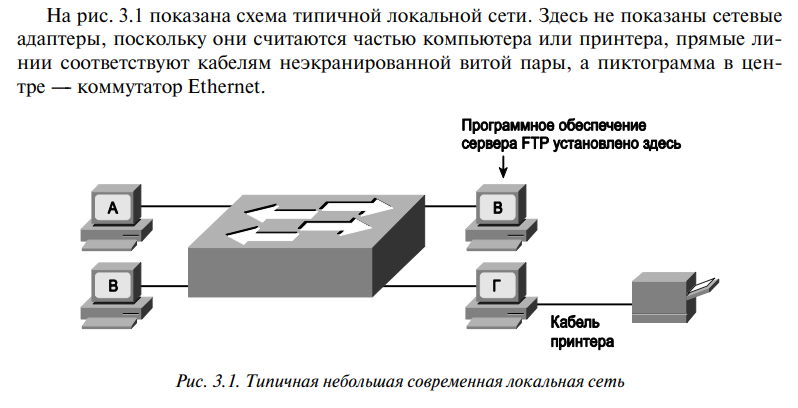 На рис. 3.1 показана схема типичной локальной сети. Здесь не показаны сетевые
адаптеры, поскольку они считаются частью компьютера или принтера, прямые ли-
нии соответствуют кабелям неэкранированной витой пары, а пиктограмма в цен-
тре — коммутатор Ethernet.
Программное обеспечение
сервера FTP установлено здесь
А
В
В
Г
Кабель
принтера
Рис. 3.1. Типичная небольшая современная локальная сеть